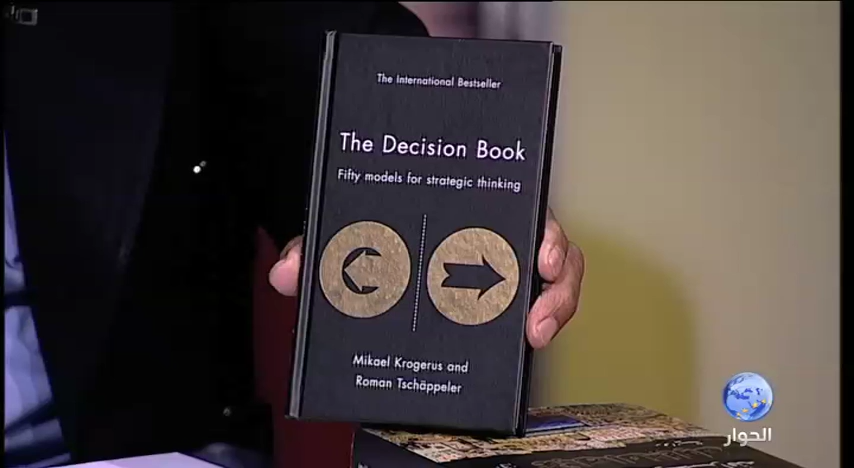 The International Bestseller
The Decision Book
Fifty models for strategic thinking
Mikael Krogerus and
Roman Tschäppeler
الحوار